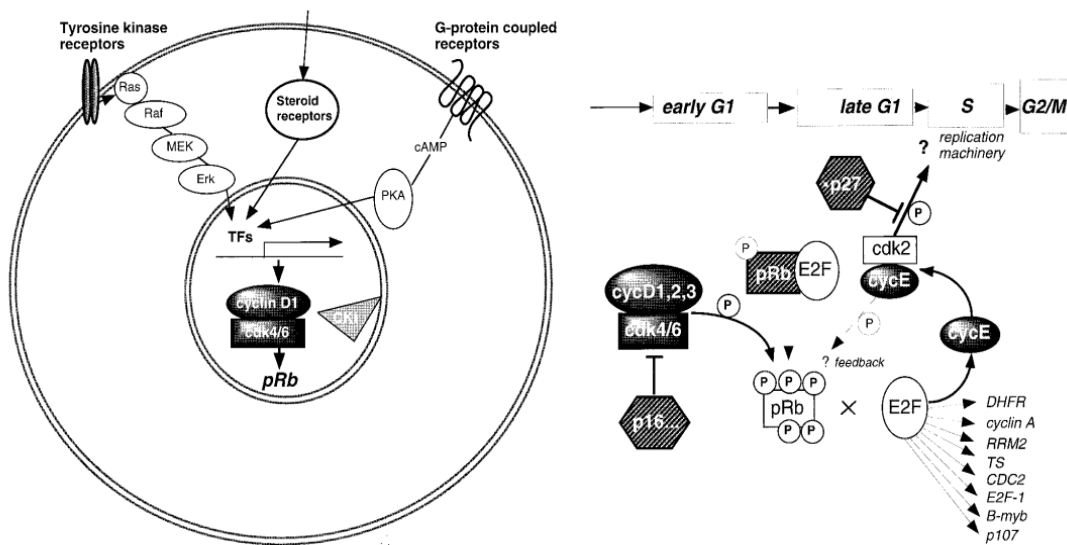 Tyrosine kinase
receptors
G-protein coupled
receptors
Ras
Raf
MEK
Erk
Steroid
receptors
cAMP
PKA
TFs
cyclin D1
cdk4/6
CKI
pRb
early G1
late G1
S
G2/M
replication
machinery
?
p27
P
cdk2
cycE
P
pRb
E2F
cycD1,2,3
cdk4/6
P
P
cycE
? feedback
P
P
P
pRb
P
P
×
E2F
p16...
DHFR
cyclin A
RRM2
TS
CDC2
E2F-1
B-myb
p107